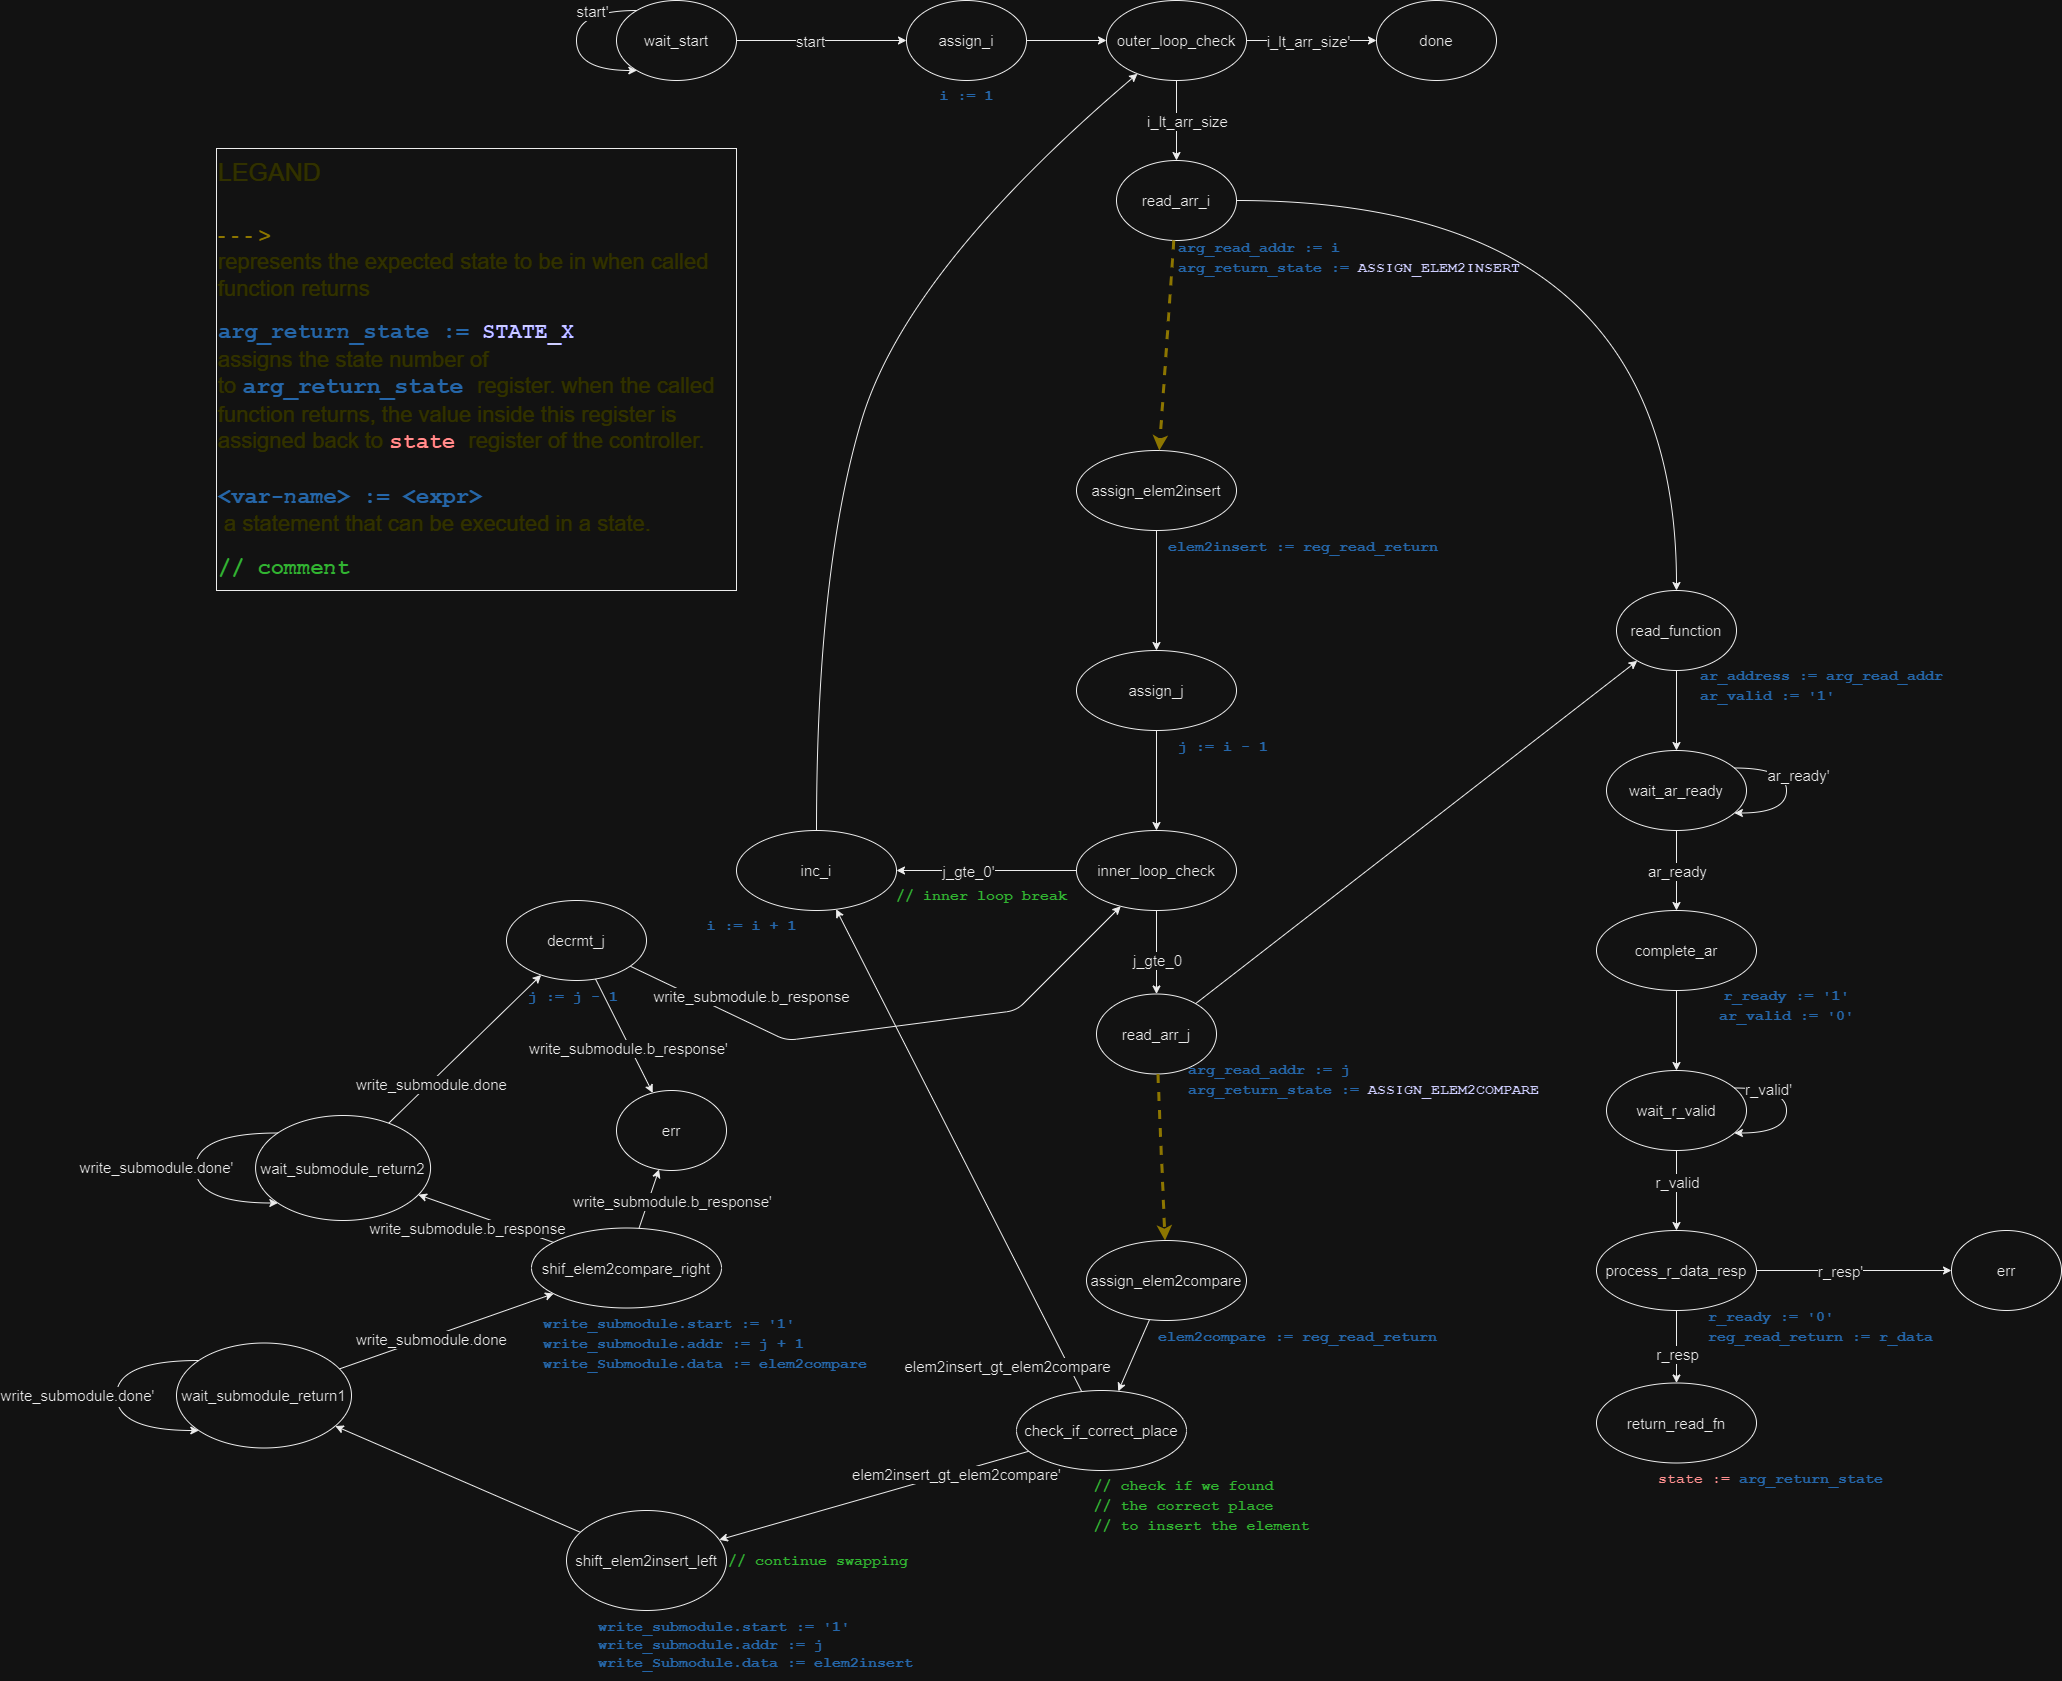 start'
wait_start
start
assign_i
outer_loop_check
i_lt_arr_size'
done
i := 1
i_lt_arr_size
LEGAND
--->
represents the expected state to be in when called
function returns
arg_return_state := STATE_X
assigns the state number of
to arg_return_state register. when the called
function returns, the value inside this register is
assigned back to state register of the controller.
<var-name> := <expr>
a statement that can be executed in a state.
// comment
read_arr_i
arg_read_addr := i
arg_return_state := ASSIGN_ELEM2INSERT
assign_elem2insert
elem2insert := reg_read_return
read_function
ar_address := arg_read_addr
ar_valid := '1'
assign_j
j := i - 1
wait_ar_ready
ar_ready'
ar_ready
inc_i
j_gte_0'
inner_loop_check
// inner loop break
i := i + 1
decrmt_j
j := j - 1
complete_ar
r_ready := '1'
ar_valid := '0'
j_gte_0
write_submodule.b_response
read_arr_j
arg_read_addr := j
arg_return_state := ASSIGN_ELEM2COMPARE
write_submodule.b_response'
write_submodule.done
err
wait_r_valid
r_valid'
r_valid
write_submodule.done'
wait_submodule_return2
write_submodule.b_response'
write_submodule.b_response
shif_elem2compare_right
write_submodule.start := '1'
write_submodule.addr := j + 1
write_Submodule.data := elem2compare
assign_elem2compare
elem2compare := reg_read_return
process_r_data_resp
r_resp'
err
r_ready := '0'
reg_read_return := r_data
r_resp
write_submodule.done
elem2insert_gt_elem2compare
write_submodule.done'
wait_submodule_return1
check_if_correct_place
return_read_fn
elem2insert_gt_elem2compare'
// check if we found
// the correct place
// to insert the element
state := arg_return_state
shift_elem2insert_left
// continue swapping
write_submodule.start := '1'
write_submodule.addr := j
write_Submodule.data := elem2insert